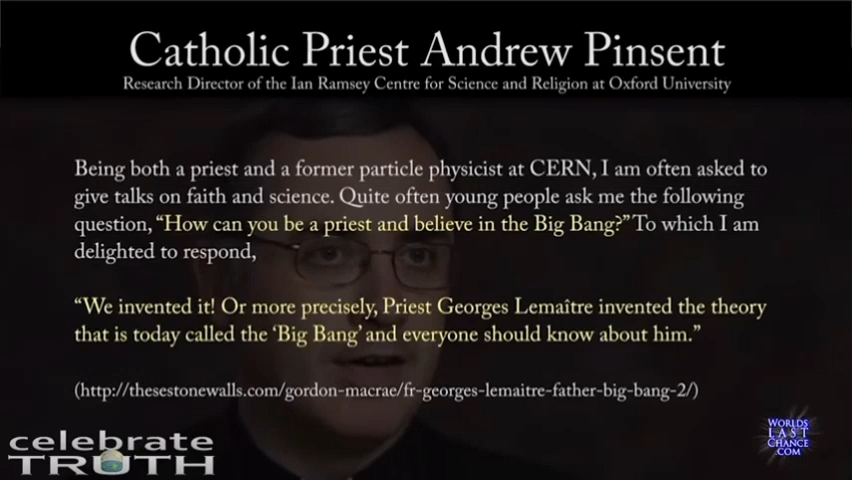 Catholic Priest Andrew Pinsent
Research Director of the Ian Ramsey Centre for Science and Religion at Oxford University
Being both a priest and a former particle physicist at CERN, I am often asked to
give talks on faith and science. Quite often young people ask me the following
question, “How can you be a priest and believe in the Big Bang?” To which I am
delighted to respond,
“We invented it! Or more precisely, Priest Georges Lemaître invented the theory
that is today called the ‘Big Bang’ and everyone should know about him.”
(http://thesestonewalls.com/gordon-macrae/fr-georges-lemaitre-father-big-bang-2/)
celebrate
TRUTH
WORLDS
LAST
CHANCE
.COM